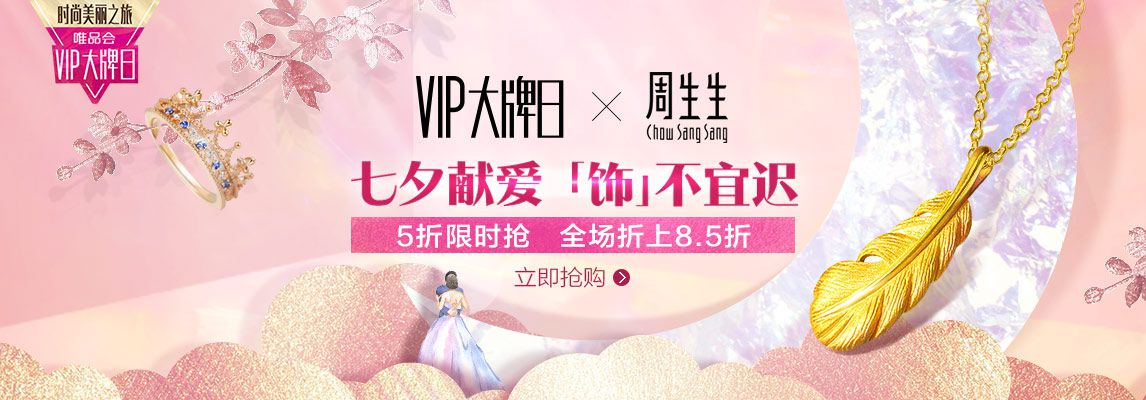 时尚美丽之旅
唯品会
VIP大牌日
VIP大牌日 × 周生生
Chow Sang Sang
七夕献爱「饰」不宜迟
5折限时抢 全场折上8.5折
立即抢购